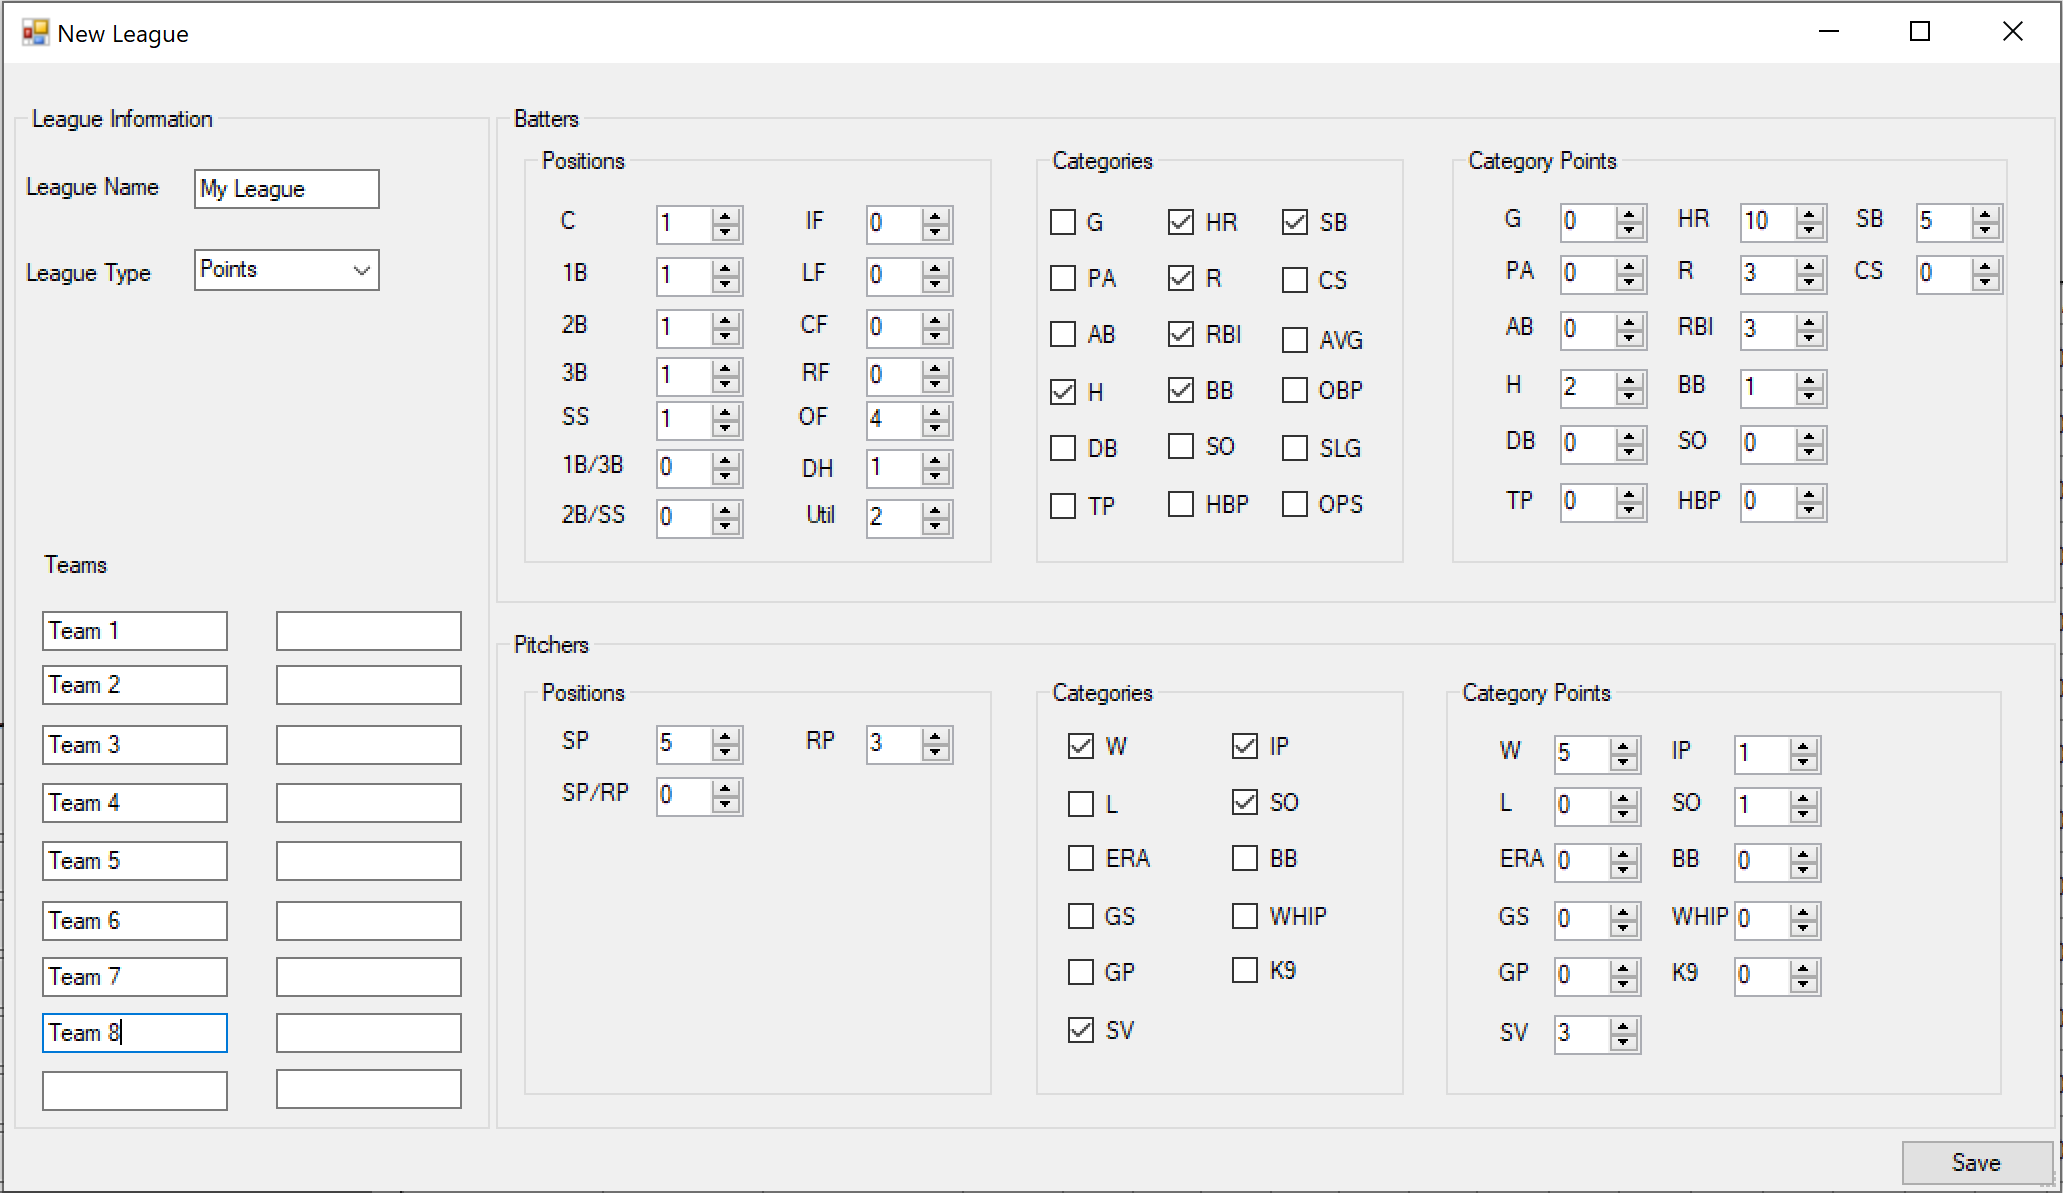 New League
League Information
League Name My League
League Type Points
Teams
Team 1
Team 2
Team 3
Team 4
Team 5
Team 6
Team 7
Team 8
Batters
Positions
C 1 IF 0
1B 1 LF 0
2B 1 CF 0
3B 1 RF 0
SS 1 OF 4
1B/3B 0 DH 1
2B/SS 0 Util 2
Categories
G HR SB
PA R CS
AB RBI AVG
H BB OBP
DB SO SLG
TP HBP OPS
Category Points
G 0 HR 10 SB 5
PA 0 R 3 CS 0
AB 0 RBI 3
H 2 BB 1
DB 0 SO 0
TP 0 HBP 0
Pitchers
Positions
SP 5 RP 3
SP/RP 0
Categories
W IP
L SO
ERA BB
GS WHIP
GP K9
SV
Category Points
W 5 IP 1
L 0 SO 1
ERA 0 BB 0
GS 0 WHIP 0
GP 0 K9 0
SV 3
Save